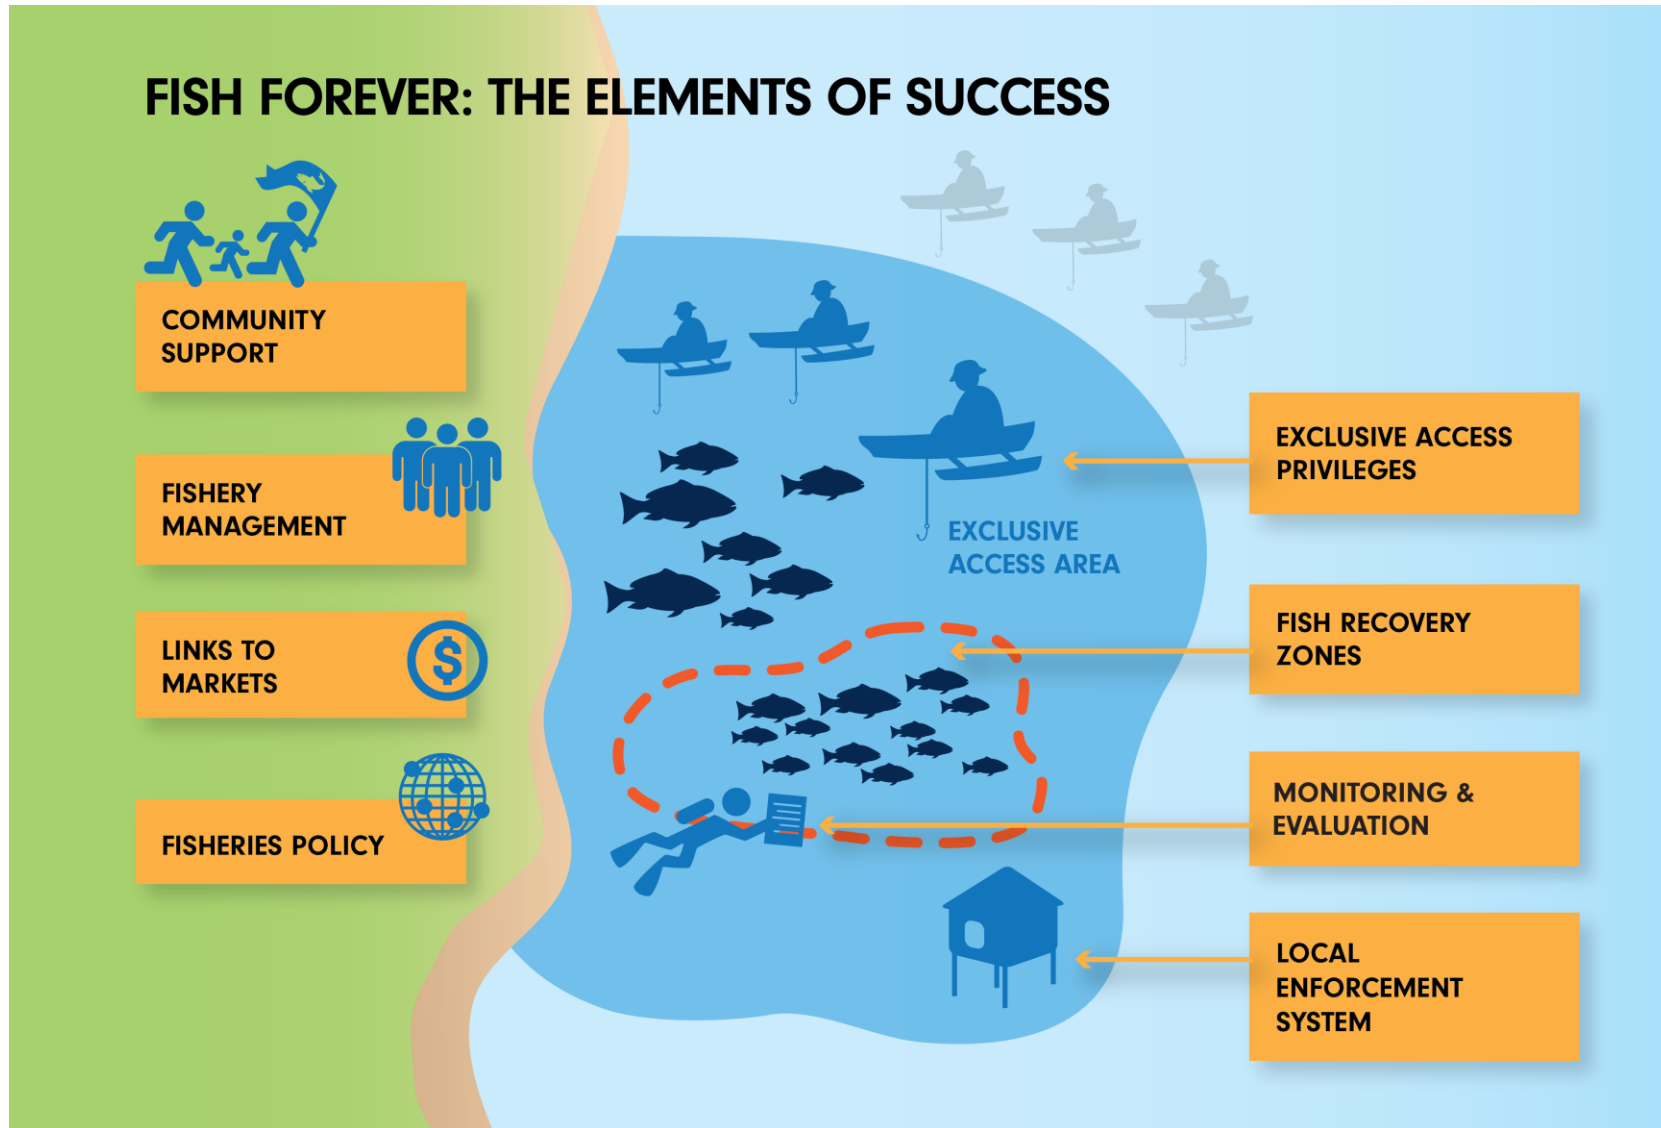 FISH FOREVER: THE ELEMENTS OF SUCCESS
COMMUNITY
SUPPORT
FISHERY
MANAGEMENT
LINKS TO
MARKETS
$
FISHERIES POLICY
EXCLUSIVE
ACCESS AREA
EXCLUSIVE ACCESS
PRIVILEGES
FISH RECOVERY
ZONES
MONITORING &
EVALUATION
LOCAL
ENFORCEMENT
SYSTEM